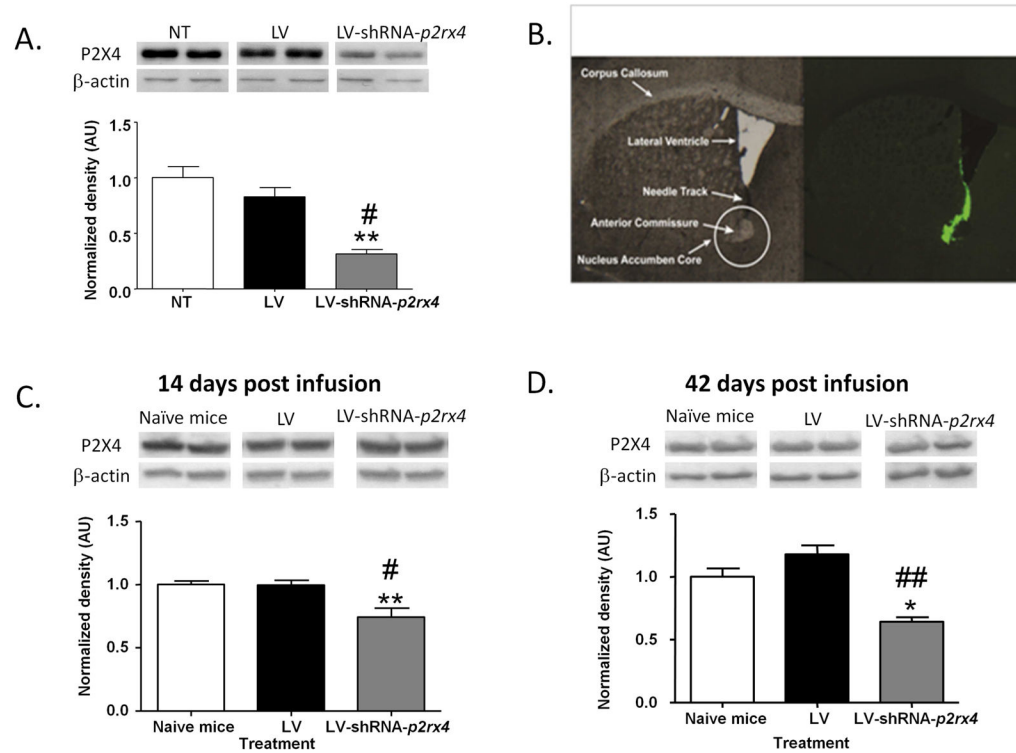 A.
NT LV LV-shRNA-p2rx4
P2X4
β-actin
Normalized density (AU)
1.5
1.0
0.5
0.0
NT LV LV-shRNA-p2rx4
#
**
B.
Corpus Callosum
Lateral Ventricle
Needle Track
Anterior Commissure
Nucleus Accumben Core
C.
14 days post infusion
Naïve mice LV LV-shRNA-p2rx4
P2X4
β-actin
Normalized density (AU)
1.5
1.0
0.5
0.0
#
**
Naive mice LV LV-shRNA-p2rx4
Treatment
D.
42 days post infusion
Naïve mice LV LV-shRNA-p2rx4
P2X4
β-actin
Normalized density (AU)
1.5
1.0
0.5
0.0
##
*
Naive mice LV LV-shRNA-p2rx4
Treatment